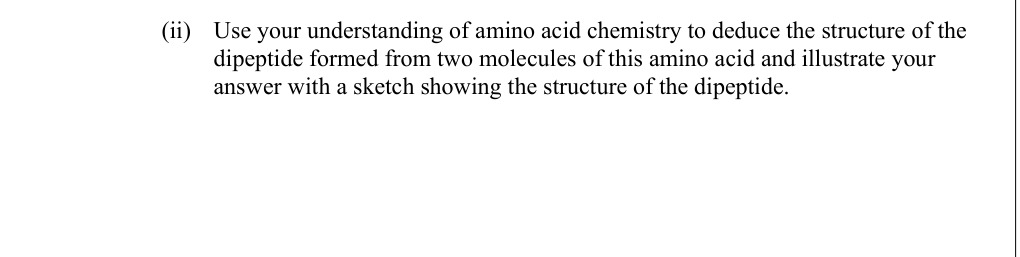 (ii) Use your understanding of amino acid chemistry to deduce the structure of the
dipeptide formed from two molecules of this amino acid and illustrate your
answer with a sketch showing the structure of the dipeptide.